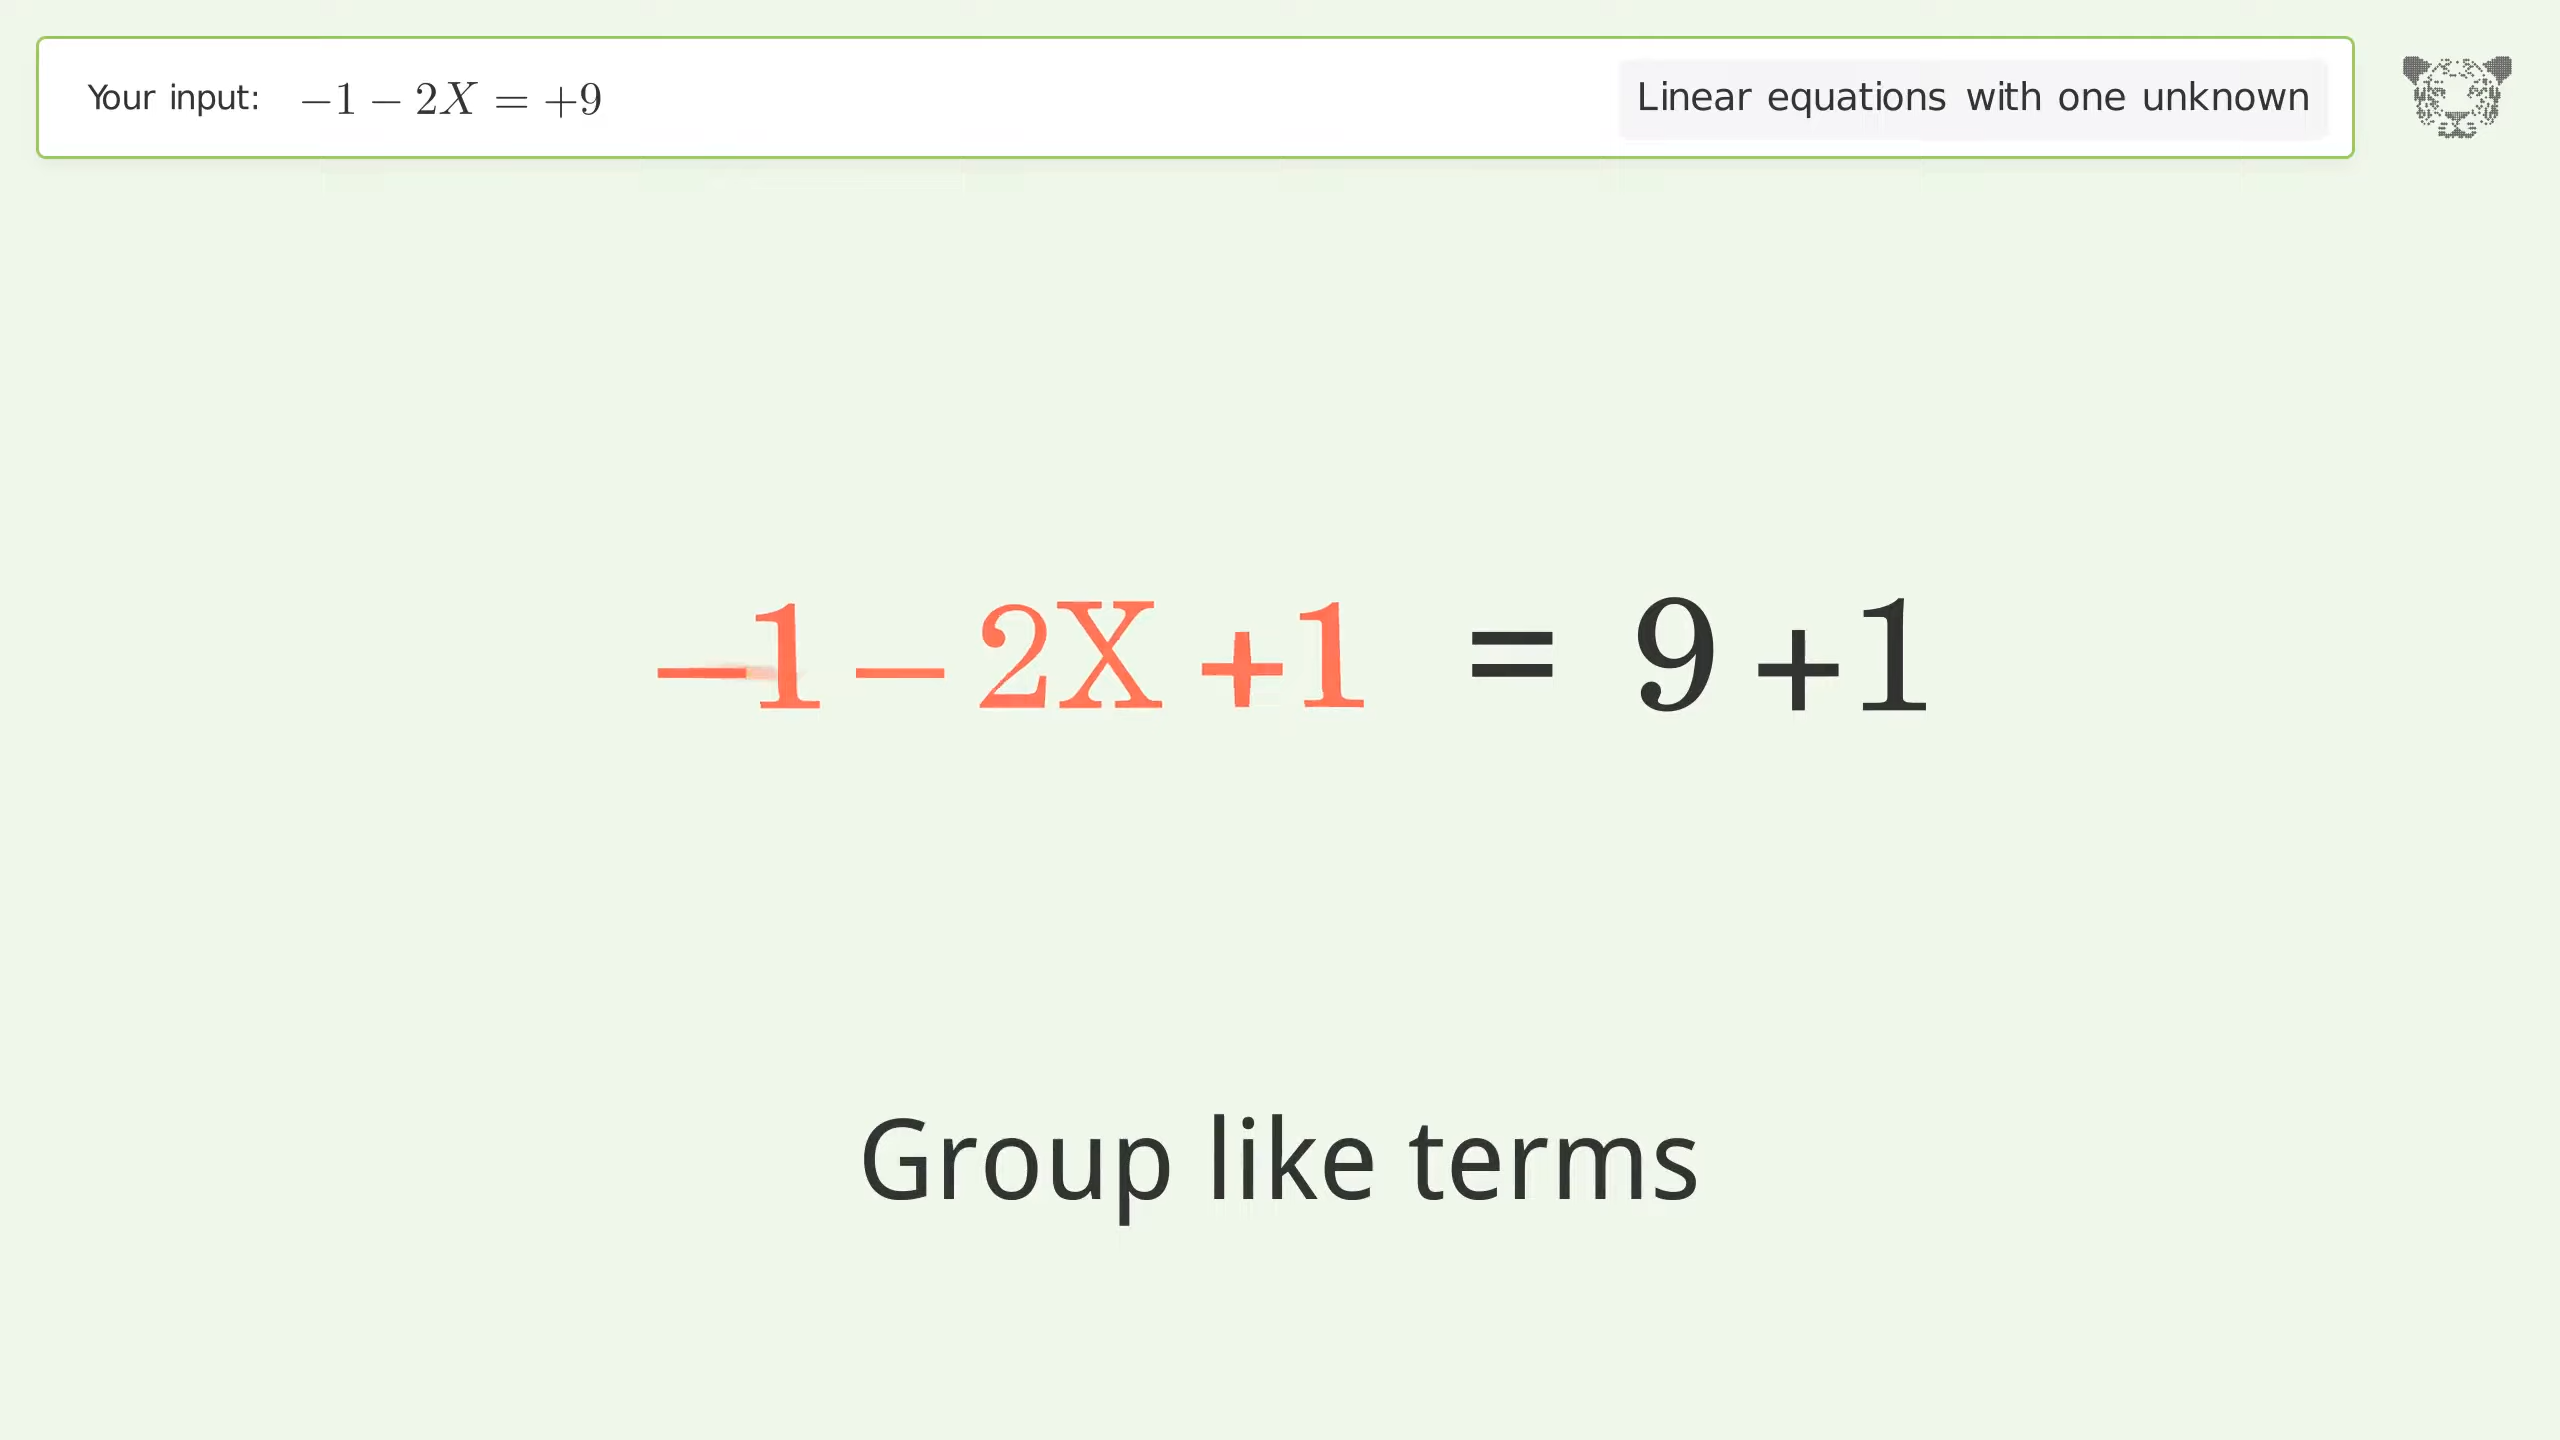 Your input: −1 − 2X = +9
Linear equations with one unknown
−1 − 2X +1 = 9 +1
Group like terms